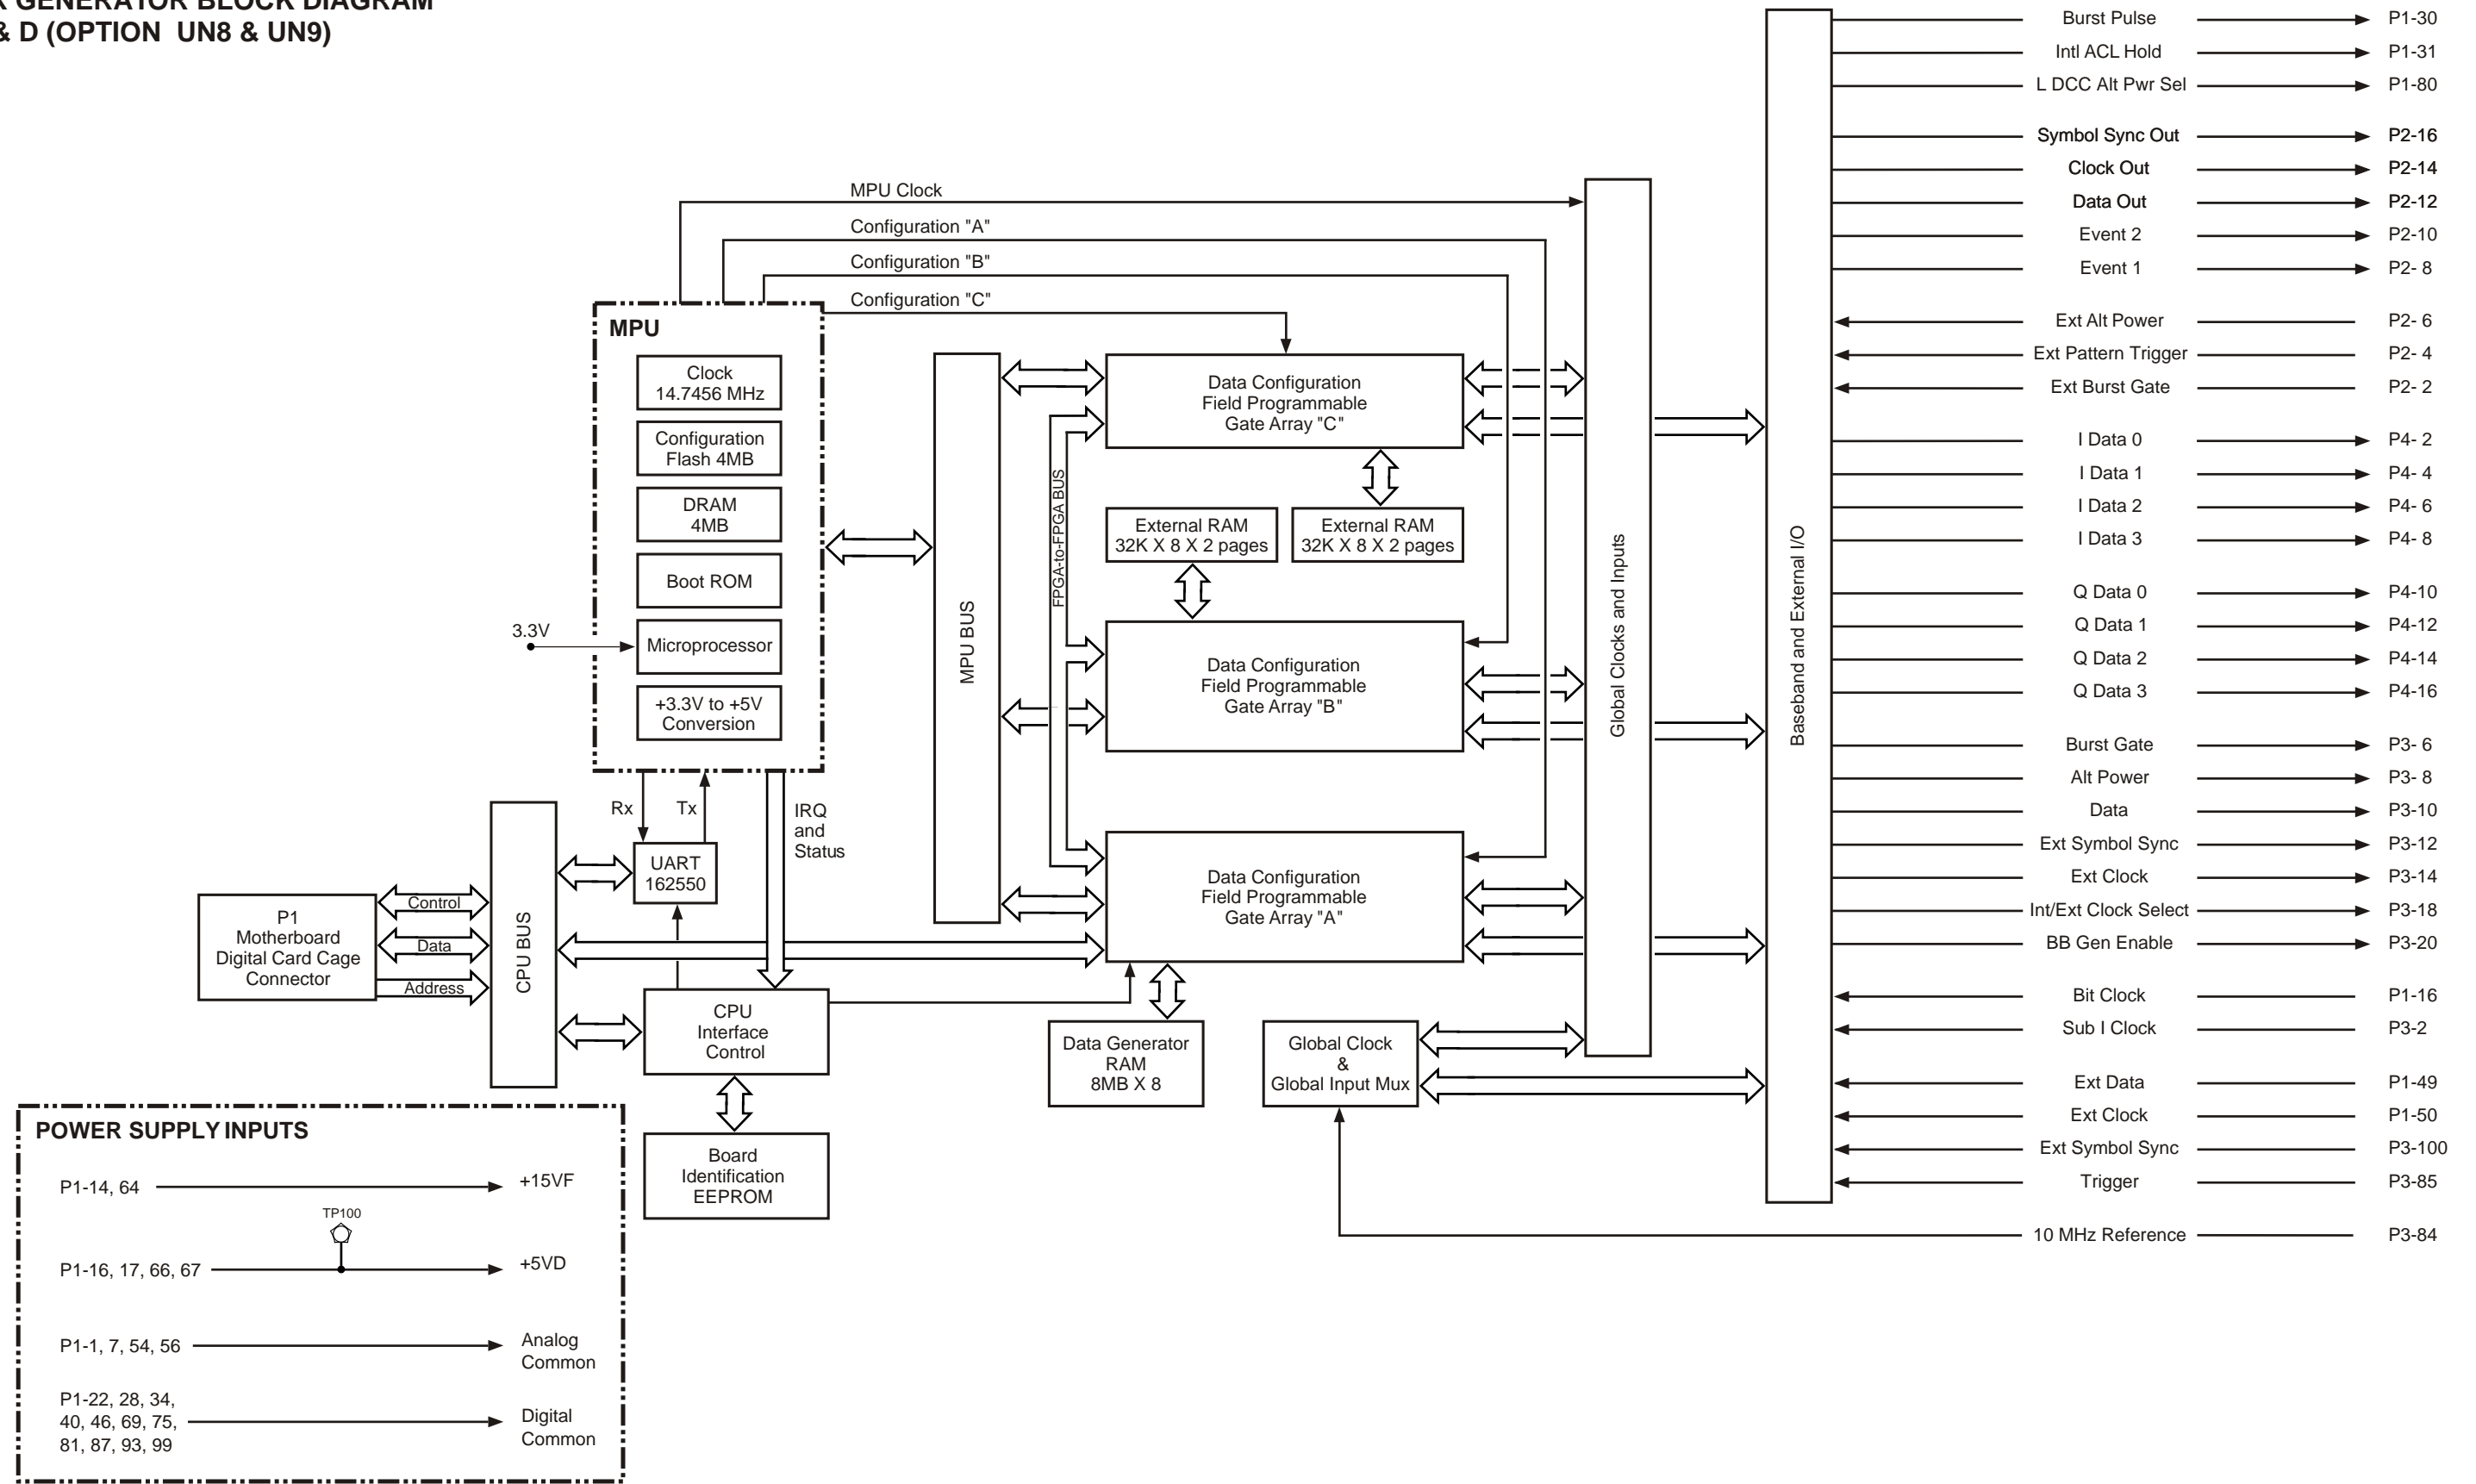 GENERATOR BLOCK DIAGRAM
& D (OPTION UN8 & UN9)
MPU Clock
Configuration "A"
Configuration "B"
Configuration "C"
MPU
Clock
14.7456 MHz
Configuration
Flash 4MB
DRAM
4MB
Boot ROM
3.3V
Microprocessor
+3.3V to +5V
Conversion
Rx
Tx
IRQ
and
Status
UART
162550
P1
Motherboard
Digital Card Cage
Connector
Control
Data
Address
CPU BUS
CPU
Interface
Control
Board
Identification
EEPROM
MPU BUS
FPGA-to-FPGA BUS
Data Configuration
Field Programmable
Gate Array "C"
External RAM
32K X 8 X 2 pages
External RAM
32K X 8 X 2 pages
Data Configuration
Field Programmable
Gate Array "B"
Data Configuration
Field Programmable
Gate Array "A"
Data Generator
RAM
8MB X 8
Global Clock
&
Global Input Mux
Global Clocks and Inputs
Baseband and External I/O
Burst Pulse P1-30
Intl ACL Hold P1-31
L DCC Alt Pwr Sel P1-80
Symbol Sync Out P2-16
Clock Out P2-14
Data Out P2-12
Event 2 P2-10
Event 1 P2- 8
Ext Alt Power P2- 6
Ext Pattern Trigger P2- 4
Ext Burst Gate P2- 2
I Data 0 P4- 2
I Data 1 P4- 4
I Data 2 P4- 6
I Data 3 P4- 8
Q Data 0 P4-10
Q Data 1 P4-12
Q Data 2 P4-14
Q Data 3 P4-16
Burst Gate P3- 6
Alt Power P3- 8
Data P3-10
Ext Symbol Sync P3-12
Ext Clock P3-14
Int/Ext Clock Select P3-18
BB Gen Enable P3-20
Bit Clock P1-16
Sub I Clock P3-2
Ext Data P1-49
Ext Clock P1-50
Ext Symbol Sync P3-100
Trigger P3-85
10 MHz Reference P3-84
POWER SUPPLY INPUTS
P1-14, 64 +15VF
TP100
P1-16, 17, 66, 67 +5VD
P1-1, 7, 54, 56 Analog
Common
P1-22, 28, 34,
40, 46, 69, 75,
81, 87, 93, 99
Digital
Common